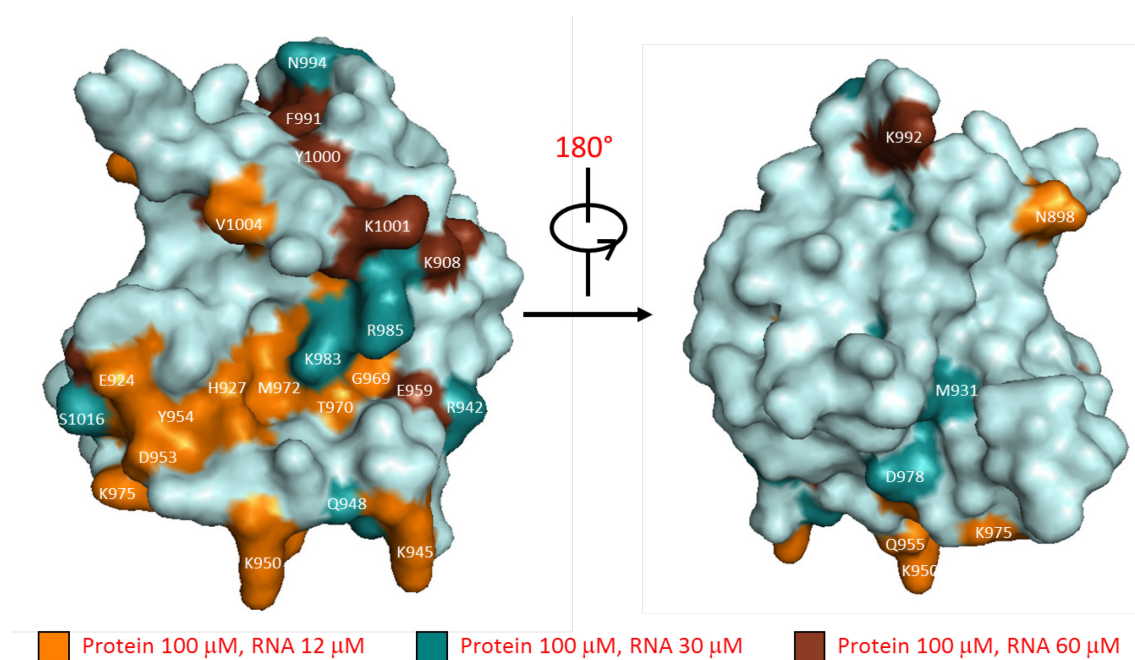 N994
F991
Y1000
V1004
K1001
K908
R985
K983
G969
E924
H927
M972
E959
T970
R942
S1016
Y954
D953
K975
Q948
K950
K945
180°
K992
N898
M931
D978
K975
Q955
K950
Protein 100 µM, RNA 12 µM
Protein 100 µM, RNA 30 µM
Protein 100 µM, RNA 60 µM